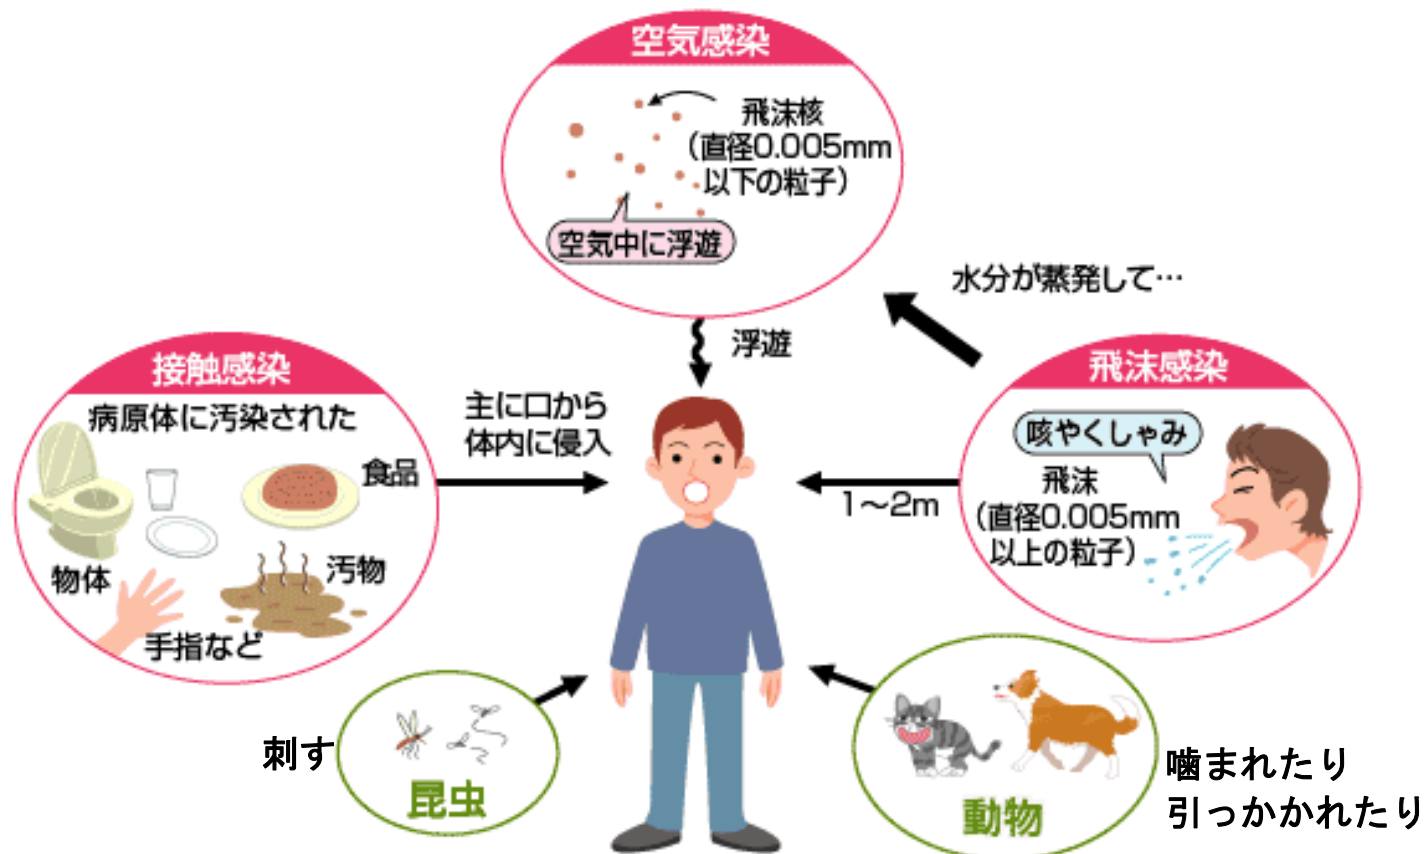 空気感染
飛沫核
(直径0.005mm
以下の粒子)
空気中に浮遊
水分が蒸発して…
浮遊
接触感染
病原体に汚染された
食品
物体
汚物
手指など
主に口から
体内に侵入
飛沫感染
咳やくしゃみ
飛沫
(直径0.005mm
以上の粒子)
1〜2m
刺す
昆虫
動物
噛まれたり
引っかかれたり